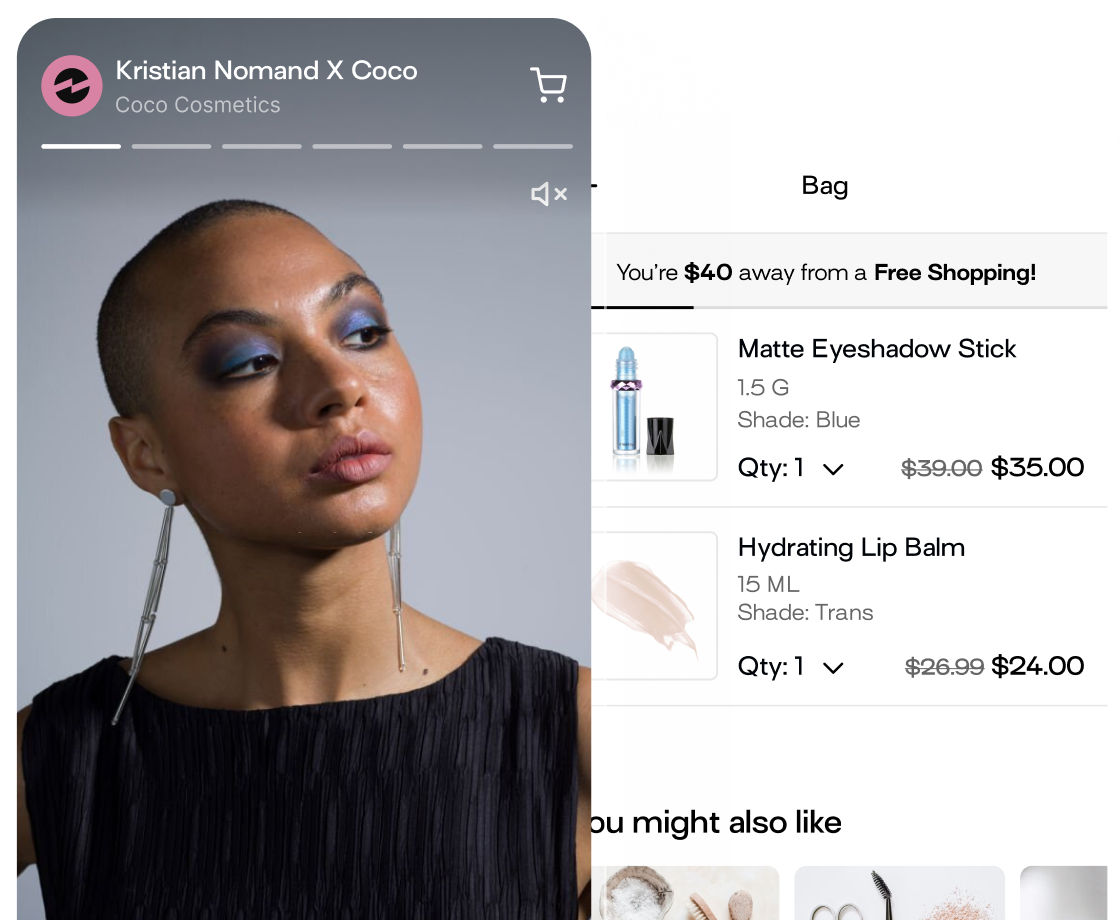 Kristian Nomand X Coco
Coco Cosmetics
Bag
You're $40 away from a Free Shopping!
Matte Eyeshadow Stick
1.5 G
Shade: Blue
Qty: 1 $39.00 $35.00
Hydrating Lip Balm
15 ML
Shade: Trans
Qty: 1 $26.99 $24.00
ou might also like